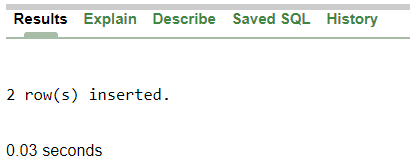 Results Explain Describe Saved SQL History
2 row(s) inserted.
0.03 seconds